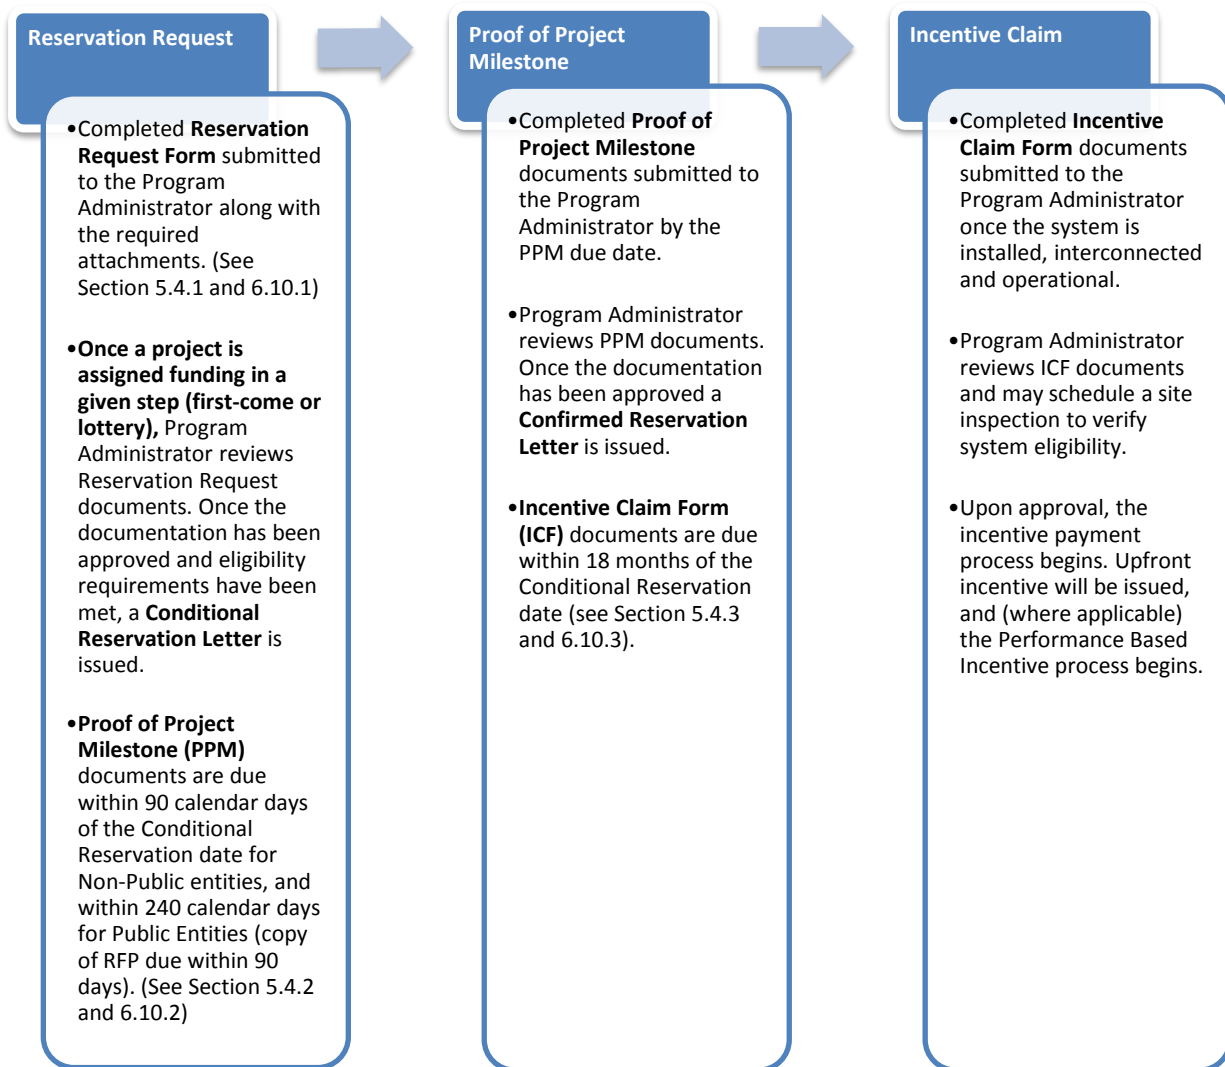 Reservation Request
•Completed Reservation
Request Form submitted
to the Program
Administrator along with
the required
attachments. (See
Section 5.4.1 and 6.10.1)
•Once a project is
assigned funding in a
given step (first-come or
lottery), Program
Administrator reviews
Reservation Request
documents. Once the
documentation has been
approved and eligibility
requirements have been
met, a Conditional
Reservation Letter is
issued.
•Proof of Project
Milestone (PPM)
documents are due
within 90 calendar days
of the Conditional
Reservation date for
Non-Public entities, and
within 240 calendar days
for Public Entities (copy
of RFP due within 90
days). (See Section 5.4.2
and 6.10.2)
Proof of Project
Milestone
•Completed Proof of
Project Milestone
documents submitted to
the Program
Administrator by the
PPM due date.
•Program Administrator
reviews PPM documents.
Once the documentation
has been approved a
Confirmed Reservation
Letter is issued.
•Incentive Claim Form
(ICF) documents are due
within 18 months of the
Conditional Reservation
date (see Section 5.4.3
and 6.10.3).
Incentive Claim
•Completed Incentive
Claim Form documents
submitted to the
Program Administrator
once the system is
installed, interconnected
and operational.
•Program Administrator
reviews ICF documents
and may schedule a site
inspection to verify
system eligibility.
•Upon approval, the
incentive payment
process begins. Upfront
incentive will be issued,
and (where applicable)
the Performance Based
Incentive process begins.